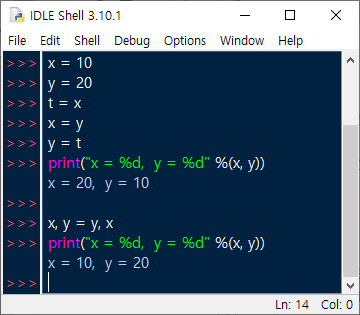 IDLE Shell 3.10.1
File Edit Shell Debug Options Window Help
>>> x = 10
>>> y = 20
>>> t = x
>>> x = y
>>> y = t
>>> print("x = %d,  y = %d" %(x, y))
x = 20,  y = 10
>>>
>>> x, y = y, x
>>> print("x = %d,  y = %d" %(x, y))
x = 10,  y = 20
>>>
Ln: 14 Col: 0